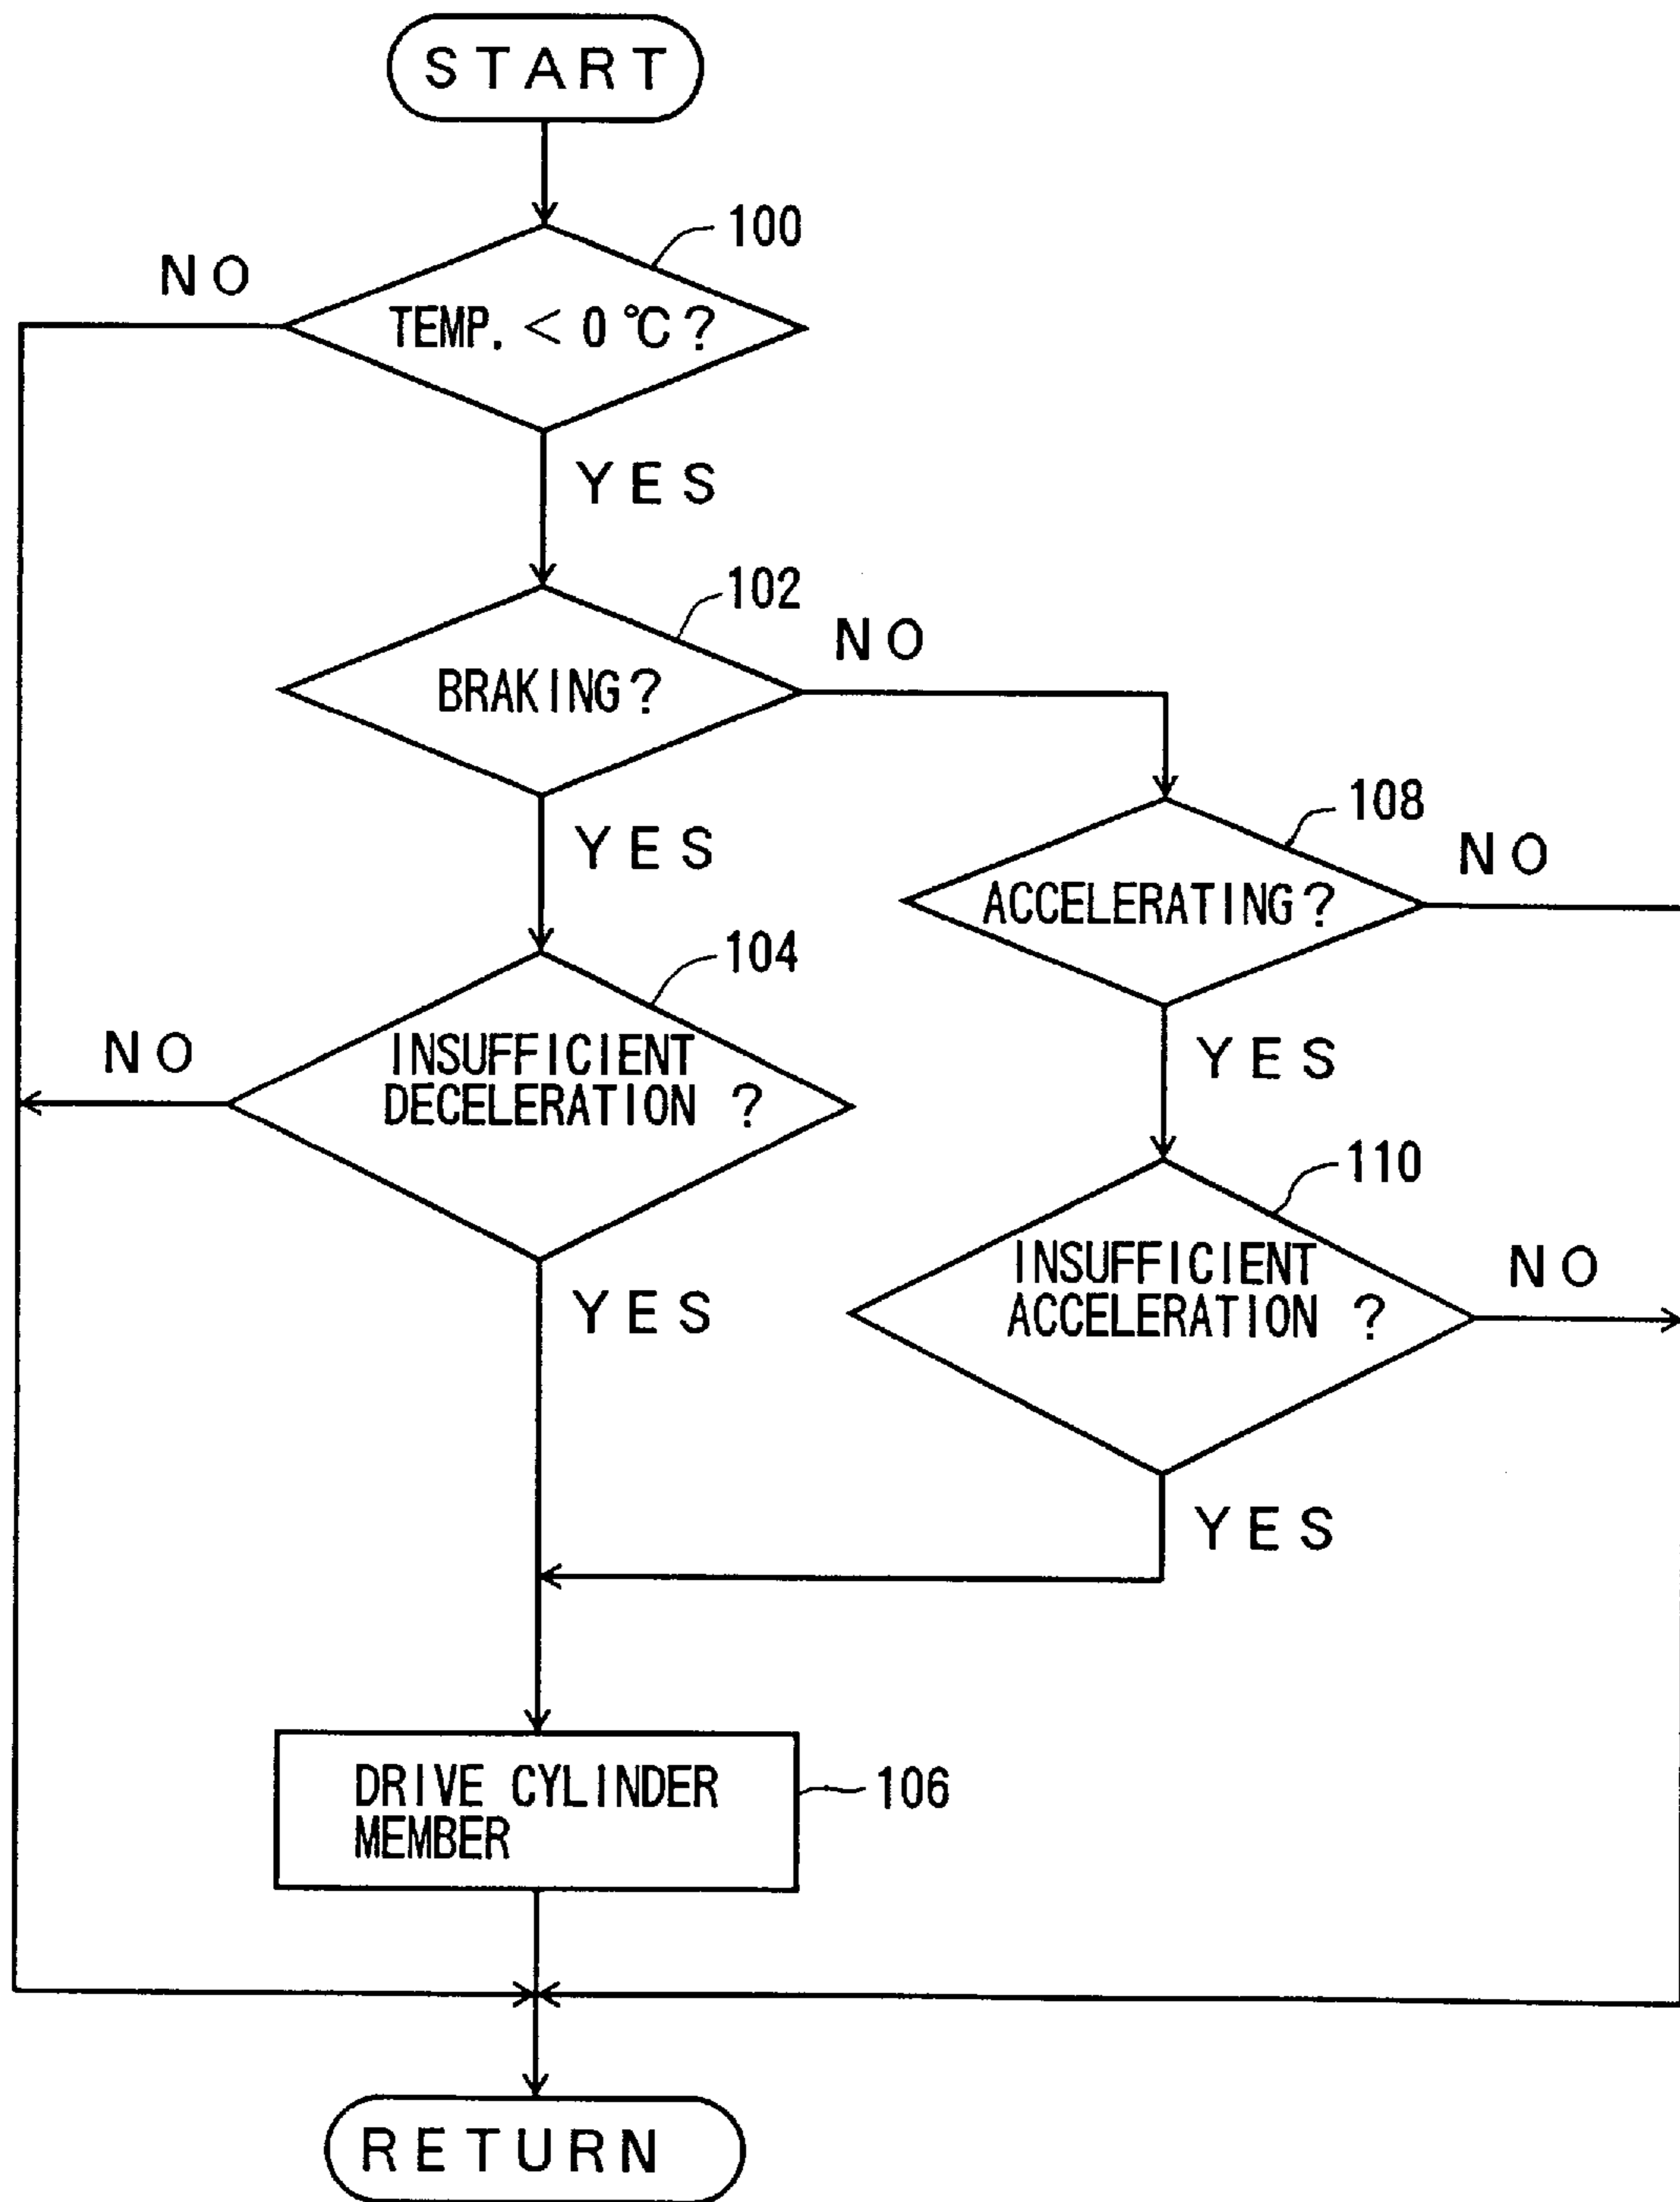 START
100
NO
TEMP. < 0 °C?
YES
102
NO
BRAKING?
YES
108
NO
ACCELERATING?
104
NO
INSUFFICIENT
DECELERATION ?
YES
110
INSUFFICIENT
ACCELERATION ?
NO
YES
YES
DRIVE CYLINDER
MEMBER
106
RETURN